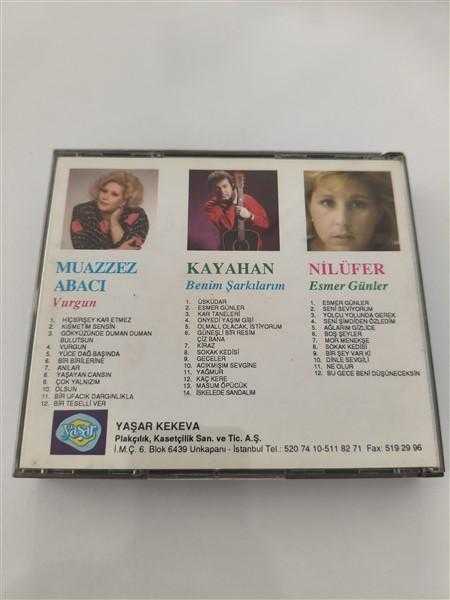 MUAZZEZ
ABACI
Vurgun
1. HİÇBİRŞEY KAR ETMEZ
2. KISMETİM SENSİN
3. GÖKYÜZÜNDE DUMAN DUMAN
BULUTSUN
4. VURGUN
5. YÜCE DAĞ BAŞINDA
6. BİR BİRLERİNE
7. ANILAR
8. YAŞAYAN CANSIN
9. ÇOK YALNIZIM
10. OLSUN
11. BİR UFACIK DARGINLIKLA
12. BİR TESELLİ VER
KAYAHAN
Benim Şarkılarım
1. ÜSKÜDAR
2. ESMER GÜNLER
3. KAR TANELERİ
4. ONYEDİ YAŞIM GİBİ
5. OLMALI, OLACAK, İSTİYORUM
6. GÜNEŞLİ BİR RESİM
ÇİZ BANA
7. KİRAZ
8. SOKAK KEDİSİ
9. GECELER
10. ACIKMIŞIM SEVGİNE
11. YAĞMUR
12. KAÇ KERE
13. MASUM ÖPÜCÜK
14. İSKELEDE SANDALIM
NİLÜFER
Esmer Günler
1. ESMER GÜNLER
2. SENİ SEVİYORUM
3. YOLCU YOLUNDA GEREK
4. SENİ ŞİMDİDEN ÖZLEDİM
5. AĞLARIM GİZLİCE
6. BOŞ ŞEYLER
7. MOR MENEKŞE
8. SOKAK KEDİSİ
9. BİR ŞEY VAR Kİ
10. DİNLE SEVGİLİ
11. NE OLUR
12. BU GECE BENİ DÜŞÜNECEKSİN
yaşar
YAŞAR KEKEVA
Plakçılık, Kasetçilik San. ve Tic. A.Ş.
İ.M.Ç. 6. Blok 6439 Unkapanı - İstanbul Tel.: 520 74 10-511 82 71 Fax: 519 29 96